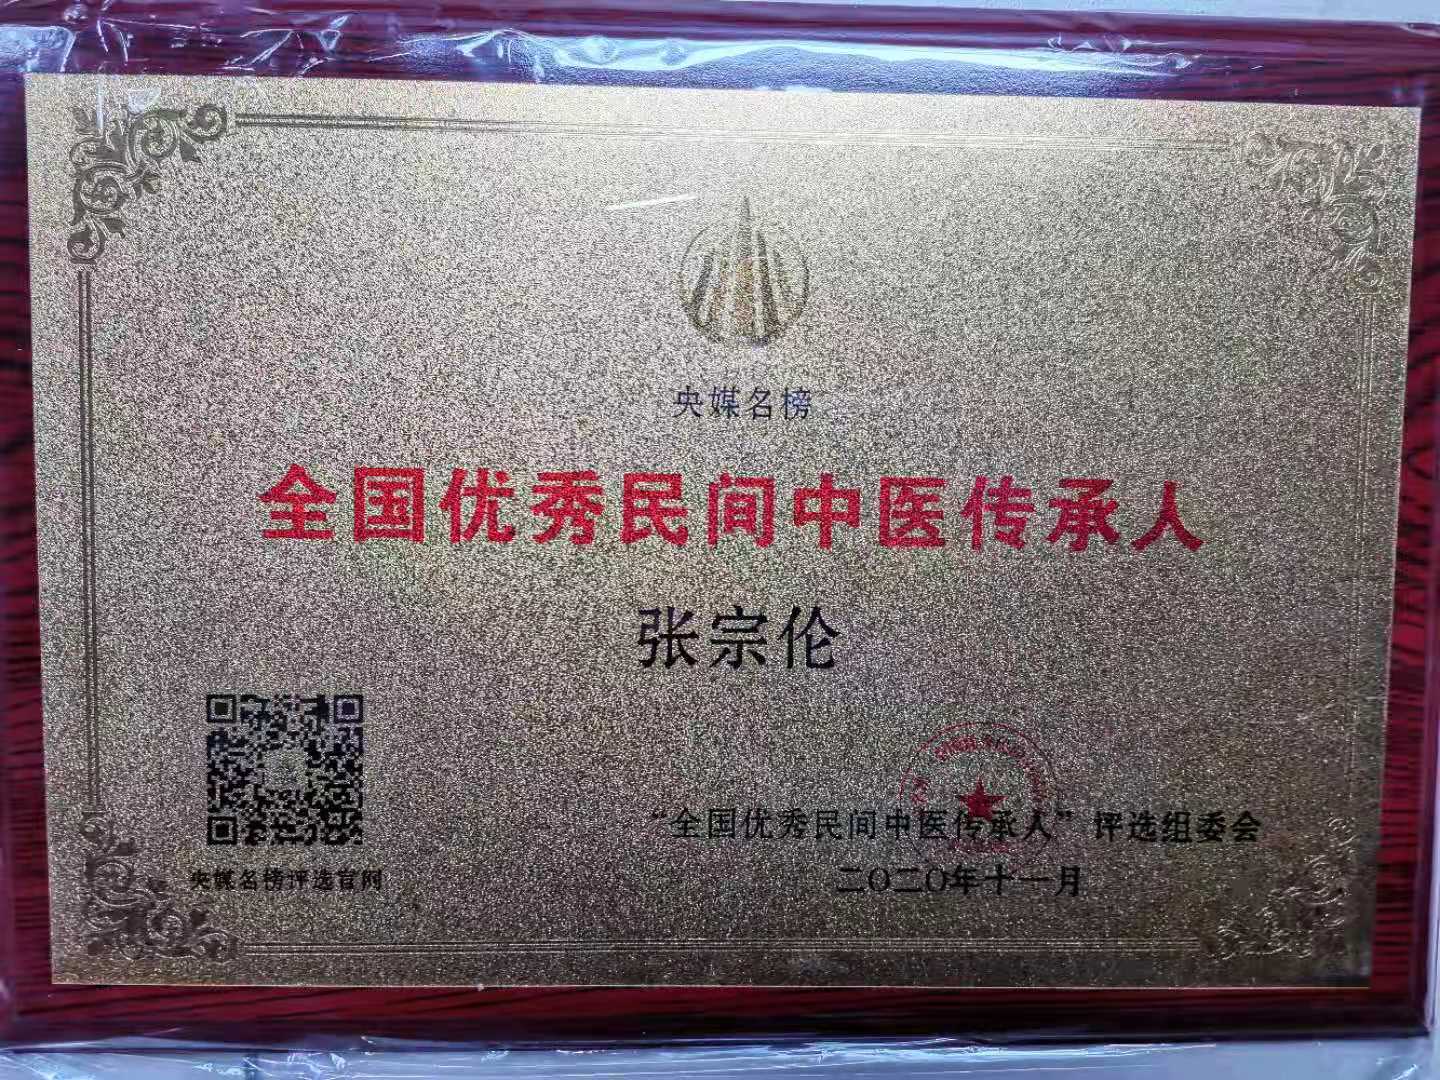 央媒名榜
全国优秀民间中医传承人
张宗伦
“全国优秀民间中医传承人”评选组委会
二〇二〇年十一月
央媒名榜评选官网